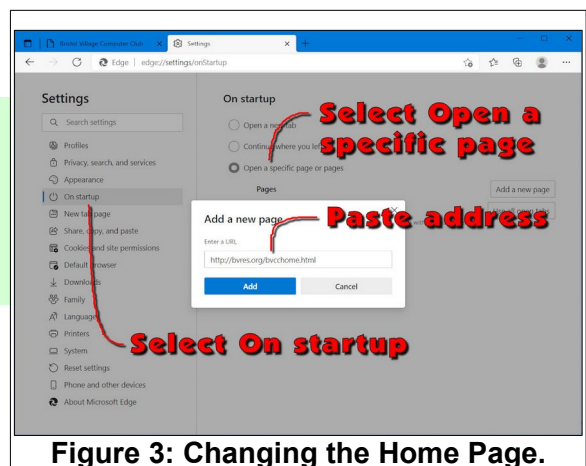 Bristol Village Computer Club
Settings
Edge | edge://settings/onStartup
Settings
Search settings
Profiles
Privacy, search, and services
Appearance
On startup
New tab page
Share, copy, and paste
Cookies and site permissions
Default browser
Downloads
Family
Languages
Printers
System
Reset settings
Phone and other devices
About Microsoft Edge
On startup
Open a new tab
Continue where you left
Open a specific page or pages
Pages
Add a new page
Add a new page
Enter a URL
http://bvres.org/bvcchome.html
Add
Cancel
Select Open a
specific page
Paste address
Select On startup
Figure 3: Changing the Home Page.